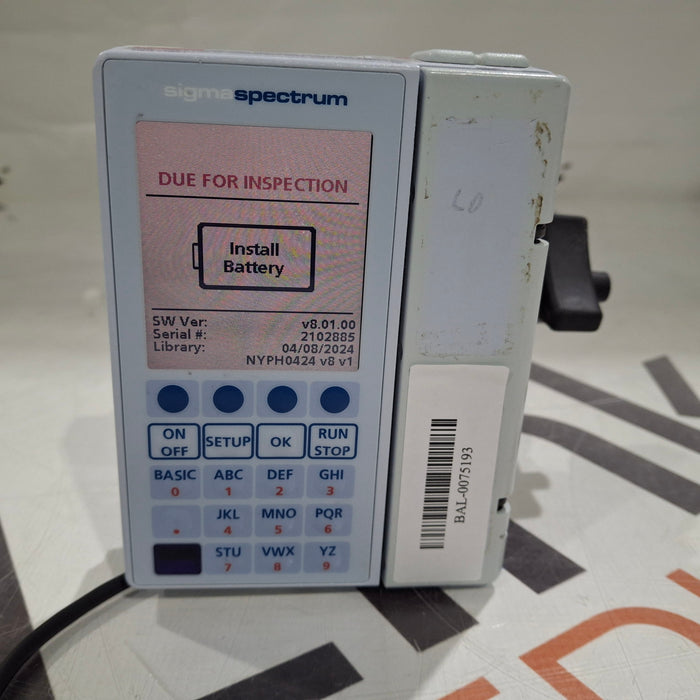 sigmaspectrum
DUE FOR INSPECTION
Install
Battery
SW Ver: v8.01.00
Serial #: 2102885
Library: 04/08/2024
NYPH0424 v8 v1
ON
OFF
SETUP
OK
RUN
STOP
BASIC ABC DEF GHI
0 1 2 3
JKL MNO PQR
. 4 5 6
STU VWX YZ
7 8 9
BAL-0075193